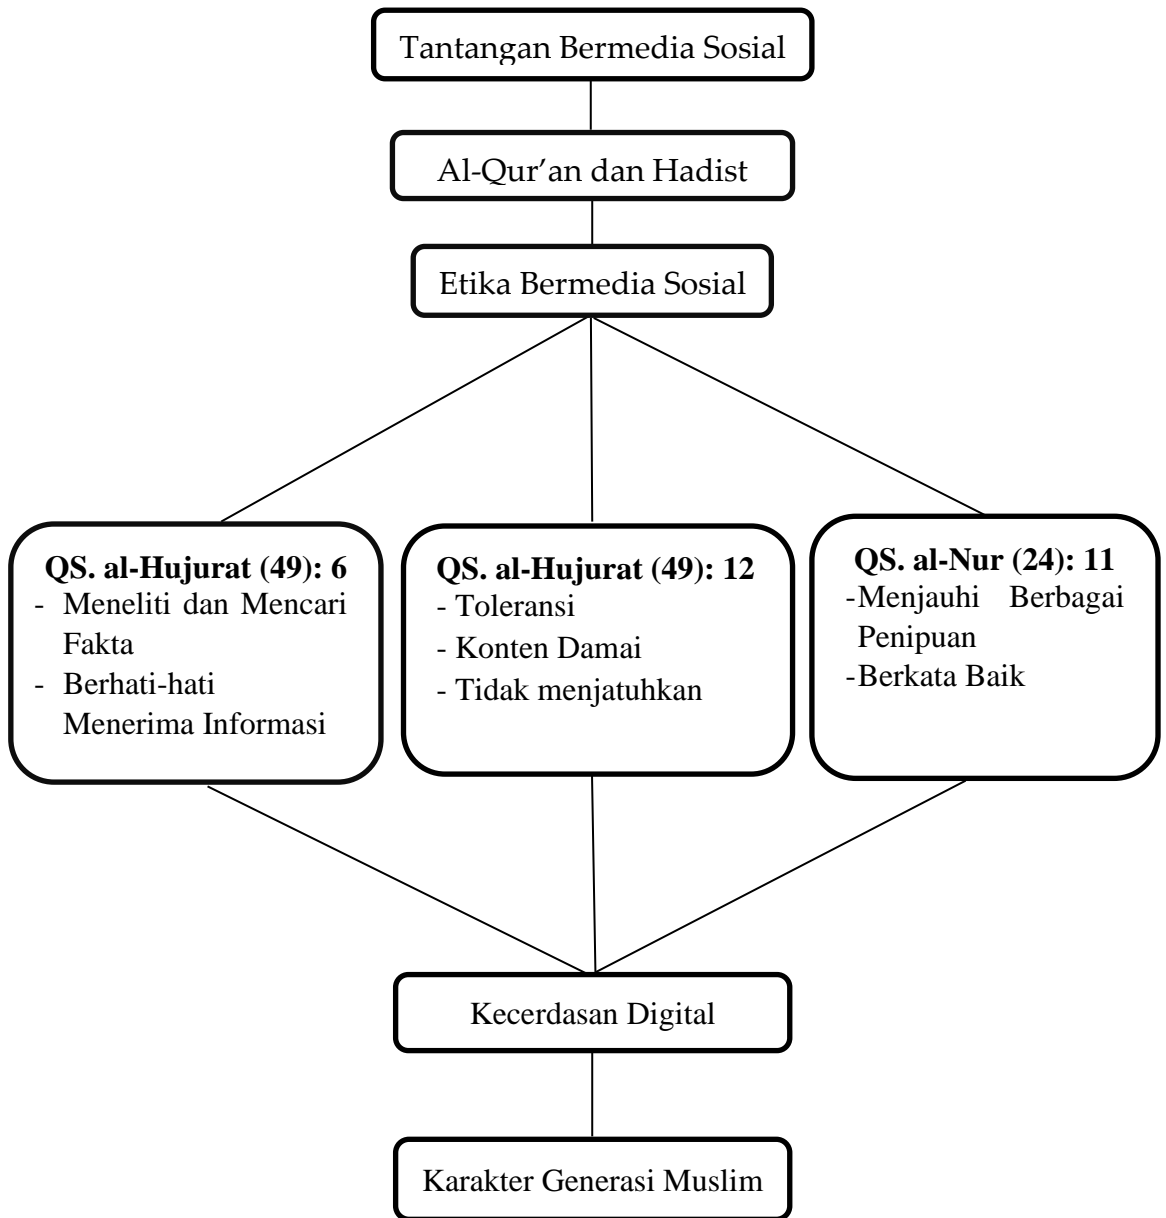 Tantangan Bermedia Sosial
Al-Qur’an dan Hadist
Etika Bermedia Sosial
QS. al-Hujurat (49): 6
- Meneliti dan Mencari
Fakta
- Berhati-hati
Menerima Informasi
QS. al-Hujurat (49): 12
- Toleransi
- Konten Damai
- Tidak menjatuhkan
QS. al-Nur (24): 11
-Menjauhi Berbagai
Penipuan
-Berkata Baik
Kecerdasan Digital
Karakter Generasi Muslim